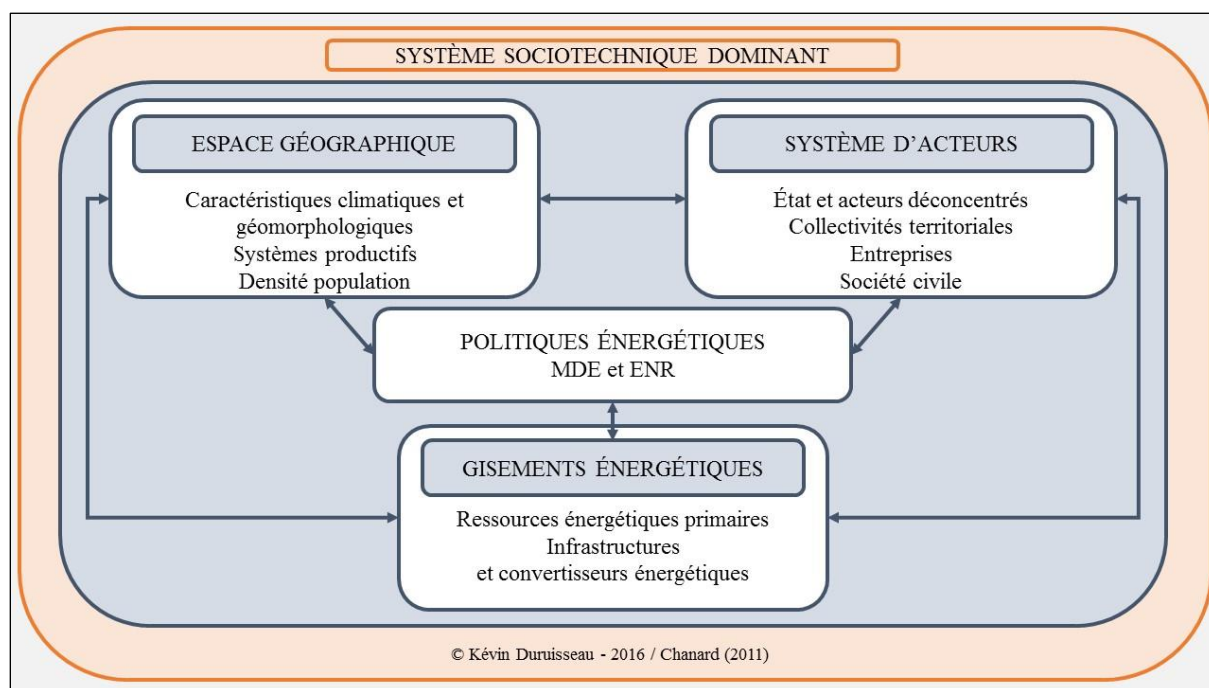 SYSTÈME SOCIOTECHNIQUE DOMINANT
ESPACE GÉOGRAPHIQUE
Caractéristiques climatiques et
géomorphologiques
Systèmes productifs
Densité population
SYSTÈME D'ACTEURS
État et acteurs déconcentrés
Collectivités territoriales
Entreprises
Société civile
POLITIQUES ÉNERGÉTIQUES
MDE et ENR
GISEMENTS ÉNERGÉTIQUES
Ressources énergétiques primaires
Infrastructures
et convertisseurs énergétiques
© Kévin Duruisseau - 2016 / Chanard (2011)